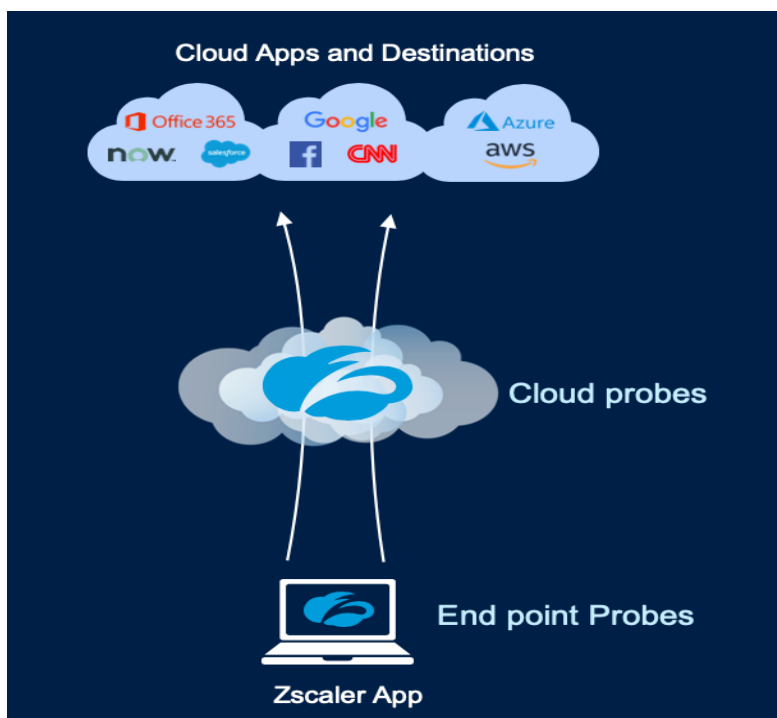 Cloud Apps and Destinations
Office 365
Google
Azure
now
salesforce
f
CNN
aws
Cloud probes
End point Probes
Zscaler App